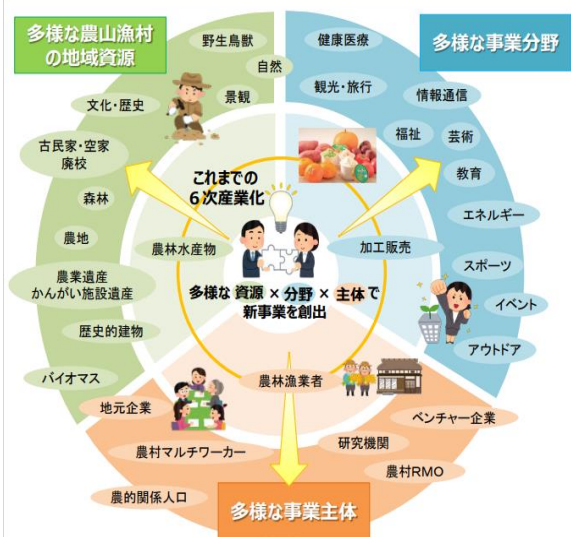 多様な農山漁村
の地域資源
野生鳥獣
自然
景観
文化・歴史
古民家・空家
廃校
森林
農地
農業遺産
かんがい施設遺産
歴史的建物
バイオマス
多様な事業分野
健康医療
観光・旅行
情報通信
福祉
芸術
教育
エネルギー
スポーツ
イベント
アウトドア
これまでの
6次産業化
農林水産物
加工販売
多様な資源×分野×主体で
新事業を創出
農林漁業者
地元企業
農村マルチワーカー
農的関係人口
ベンチャー企業
研究機関
農村RMO
多様な事業主体